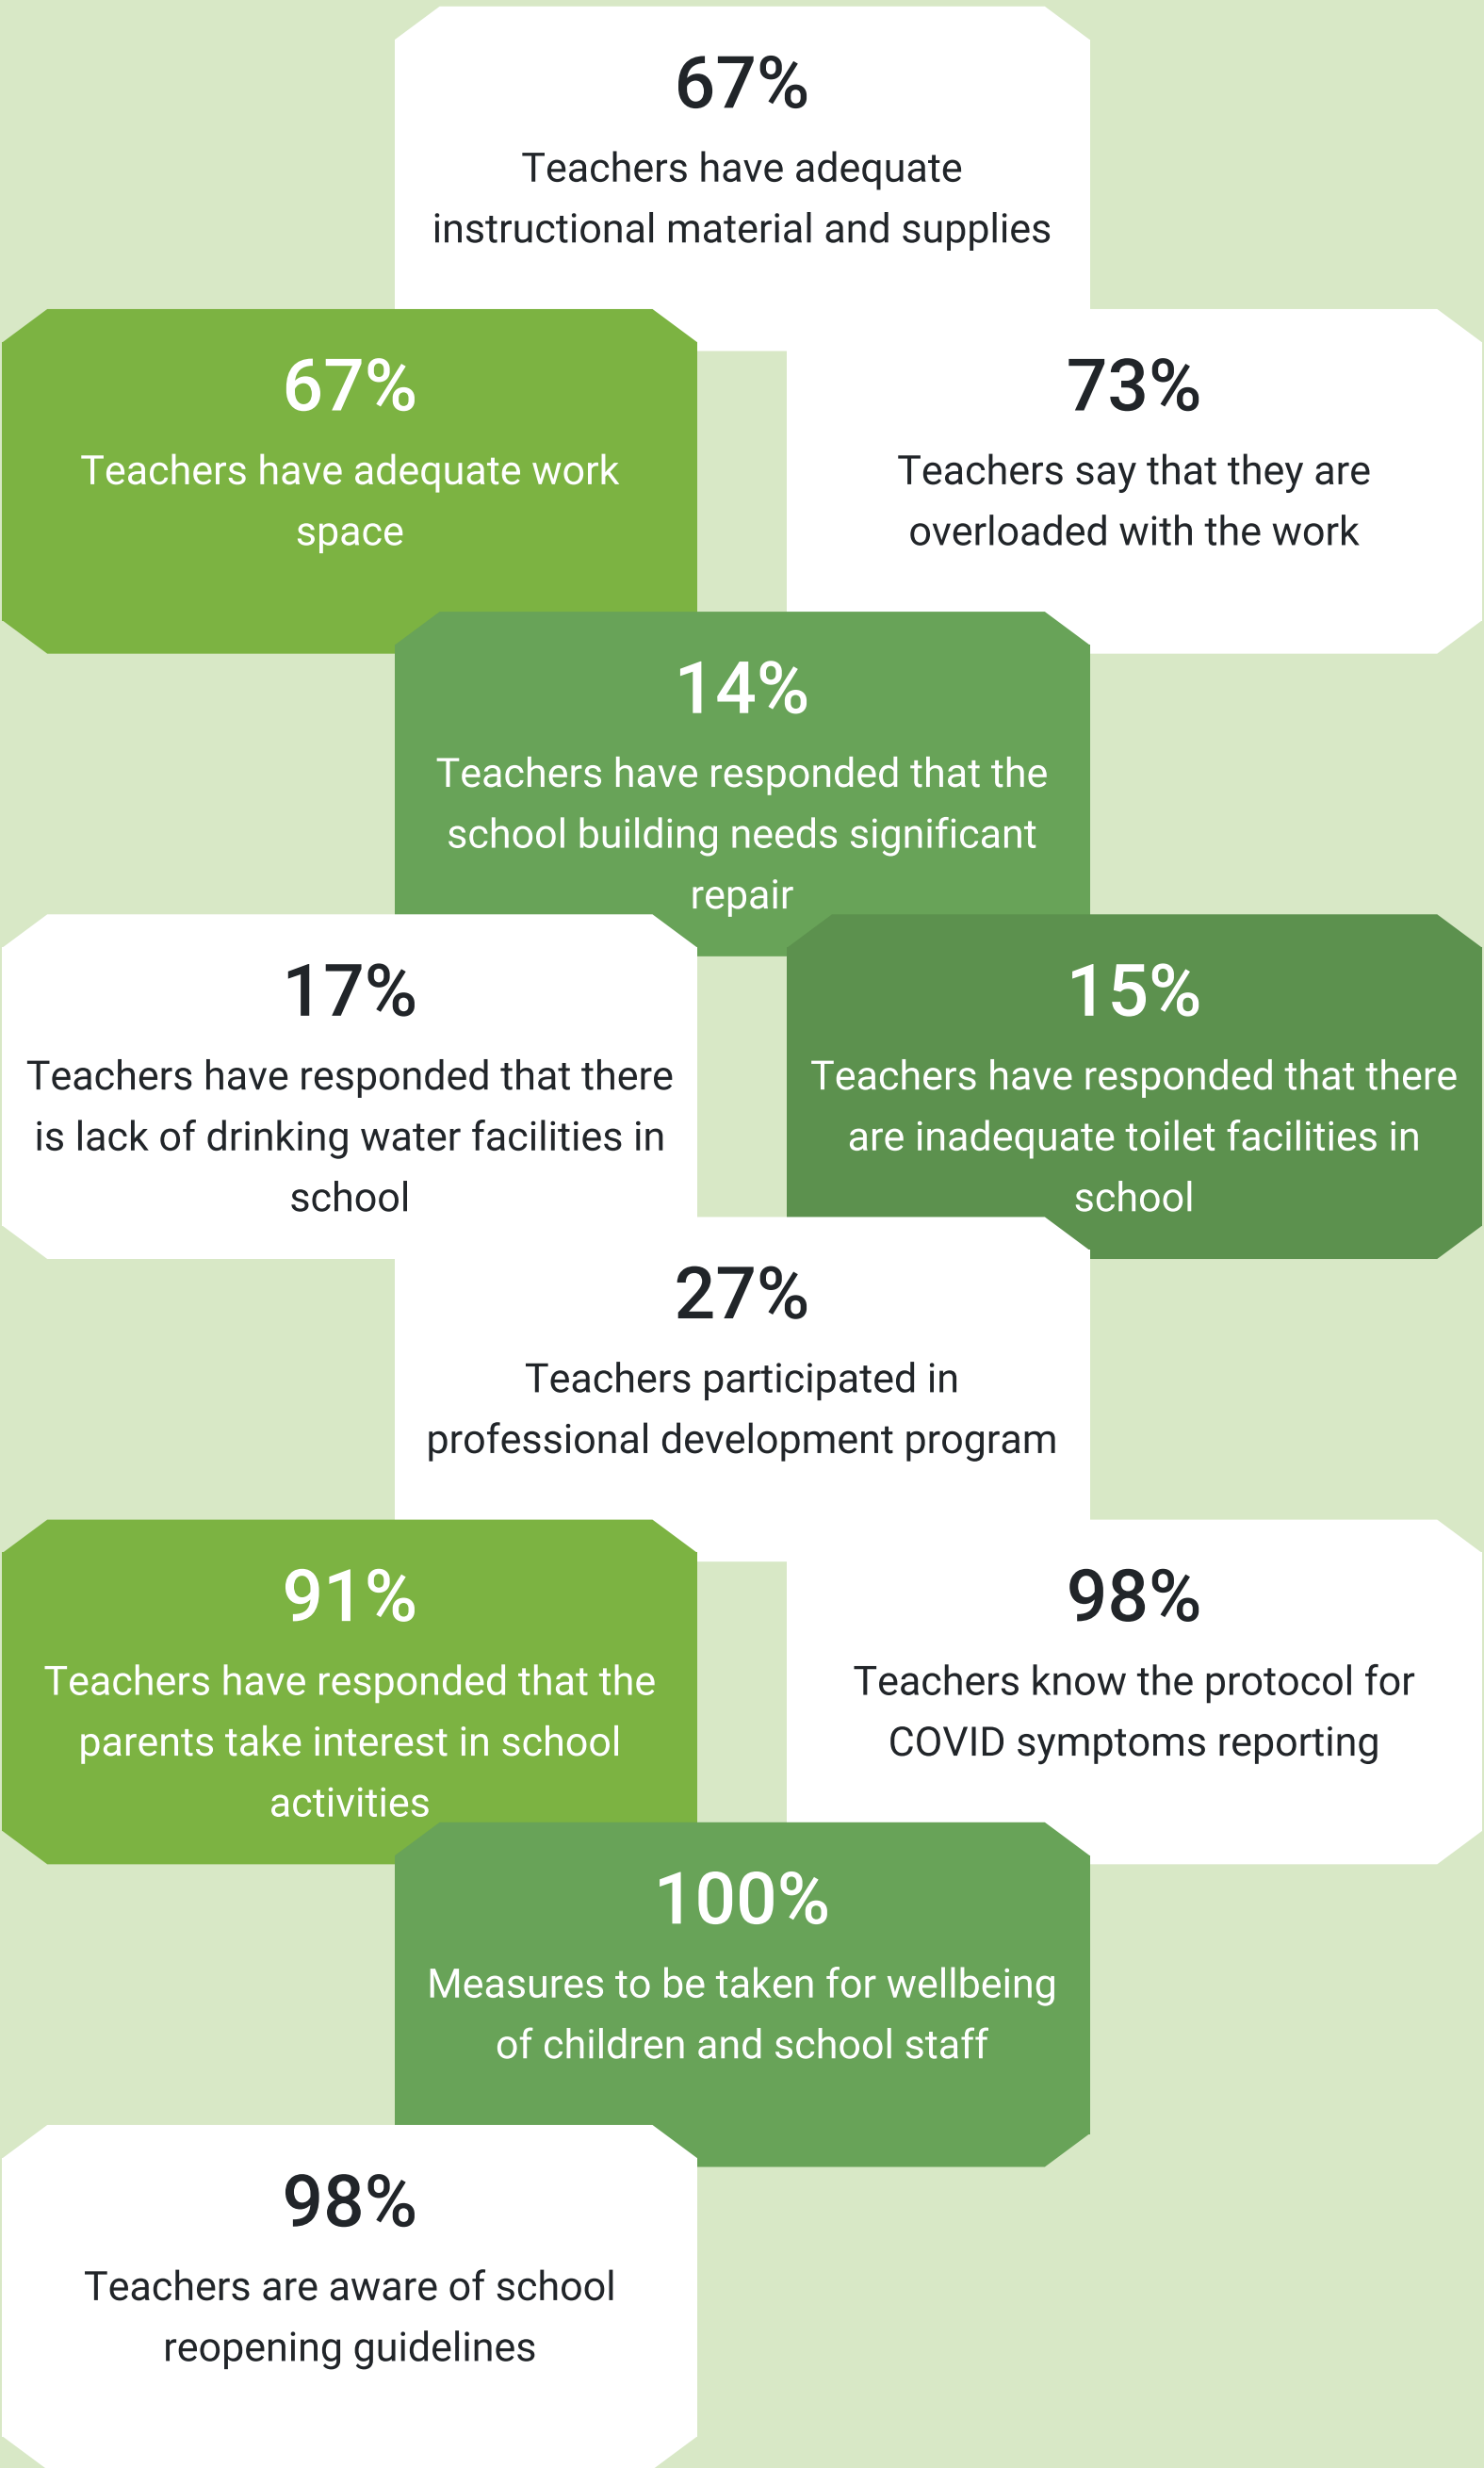 67%
Teachers have adequate
instructional material and supplies
67%
Teachers have adequate work
space
73%
Teachers say that they are
overloaded with the work
14%
Teachers have responded that the
school building needs significant
repair
17%
Teachers have responded that there
is lack of drinking water facilities in
school
15%
Teachers have responded that there
are inadequate toilet facilities in
school
27%
Teachers participated in
professional development program
91%
Teachers have responded that the
parents take interest in school
activities
98%
Teachers know the protocol for
COVID symptoms reporting
100%
Measures to be taken for wellbeing
of children and school staff
98%
Teachers are aware of school
reopening guidelines